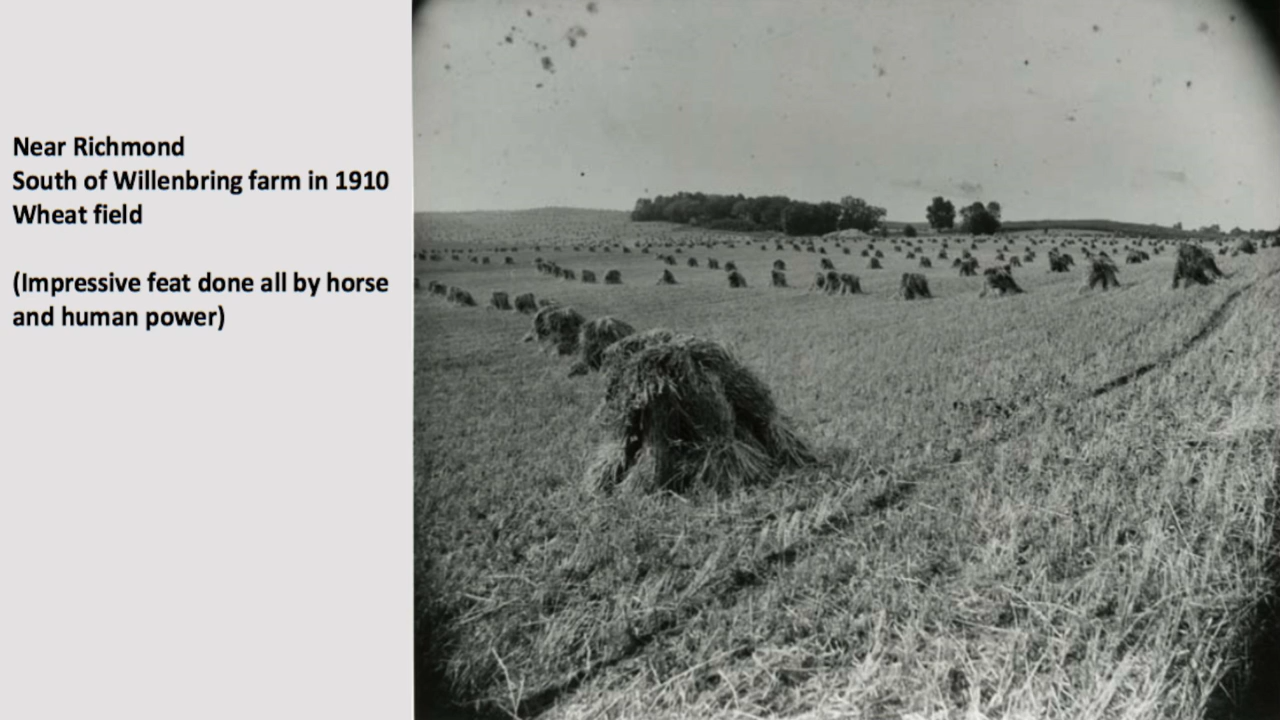 Near Richmond
South of Willenbring farm in 1910
Wheat field
(Impressive feat done all by horse
and human power)